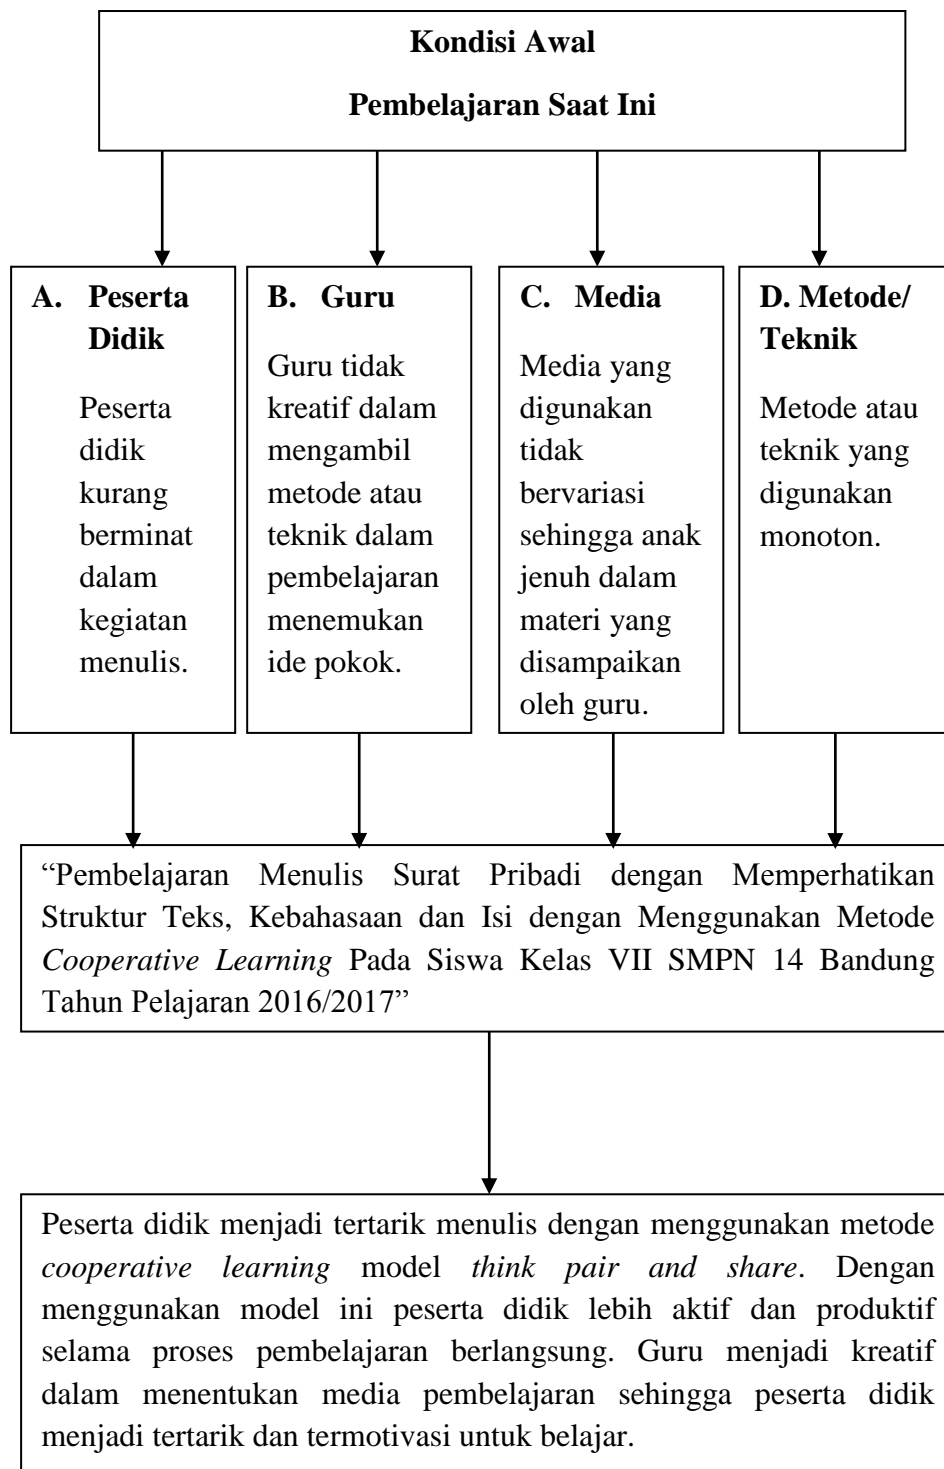 Kondisi Awal
Pembelajaran Saat Ini
A. Peserta
Didik
Peserta
didik
kurang
berminat
dalam
kegiatan
menulis.
B. Guru
Guru tidak
kreatif dalam
mengambil
metode atau
teknik dalam
pembelajaran
menemukan
ide pokok.
C. Media
Media yang
digunakan
tidak
bervariasi
sehingga anak
jenuh dalam
materi yang
disampaikan
oleh guru.
D. Metode/
Teknik
Metode atau
teknik yang
digunakan
monoton.
“Pembelajaran Menulis Surat Pribadi dengan Memperhatikan
Struktur Teks, Kebahasaan dan Isi dengan Menggunakan Metode
Cooperative Learning Pada Siswa Kelas VII SMPN 14 Bandung
Tahun Pelajaran 2016/2017”
Peserta didik menjadi tertarik menulis dengan menggunakan metode
cooperative learning model think pair and share. Dengan
menggunakan model ini peserta didik lebih aktif dan produktif
selama proses pembelajaran berlangsung. Guru menjadi kreatif
dalam menentukan media pembelajaran sehingga peserta didik
menjadi tertarik dan termotivasi untuk belajar.